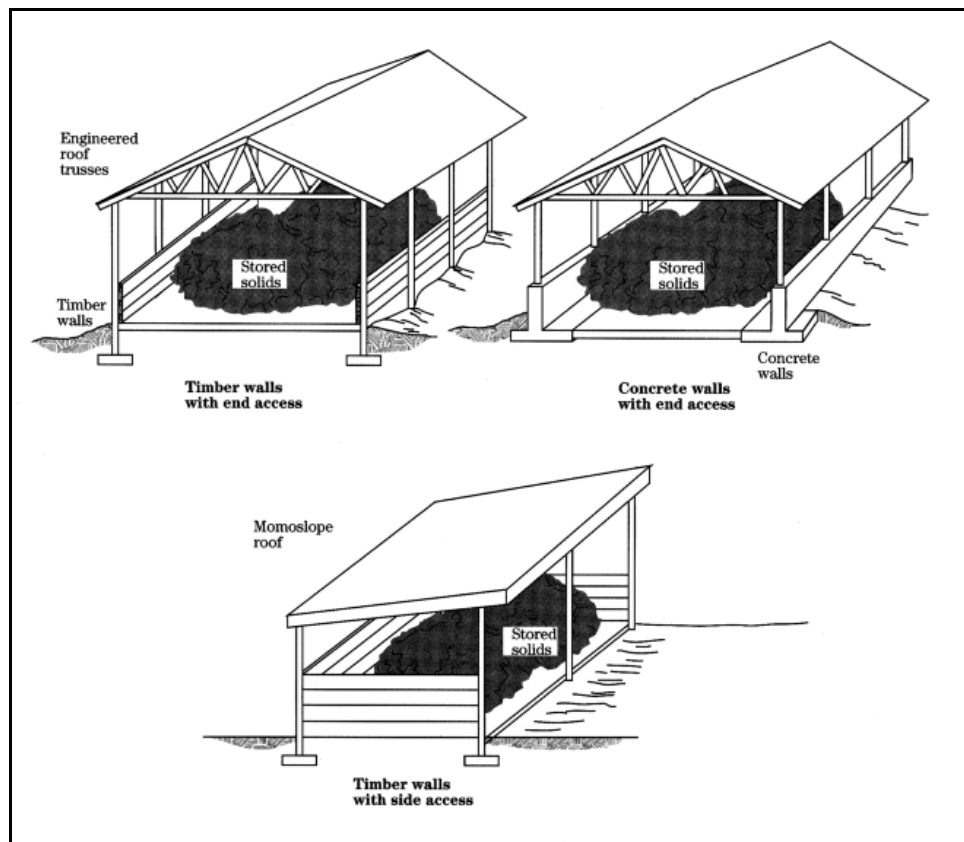 Engineered
roof
trusses
Stored
solids
Timber
walls
Timber walls
with end access
Stored
solids
Concrete
walls
Concrete walls
with end access
Momoslope
roof
Stored
solids
Timber walls
with side access